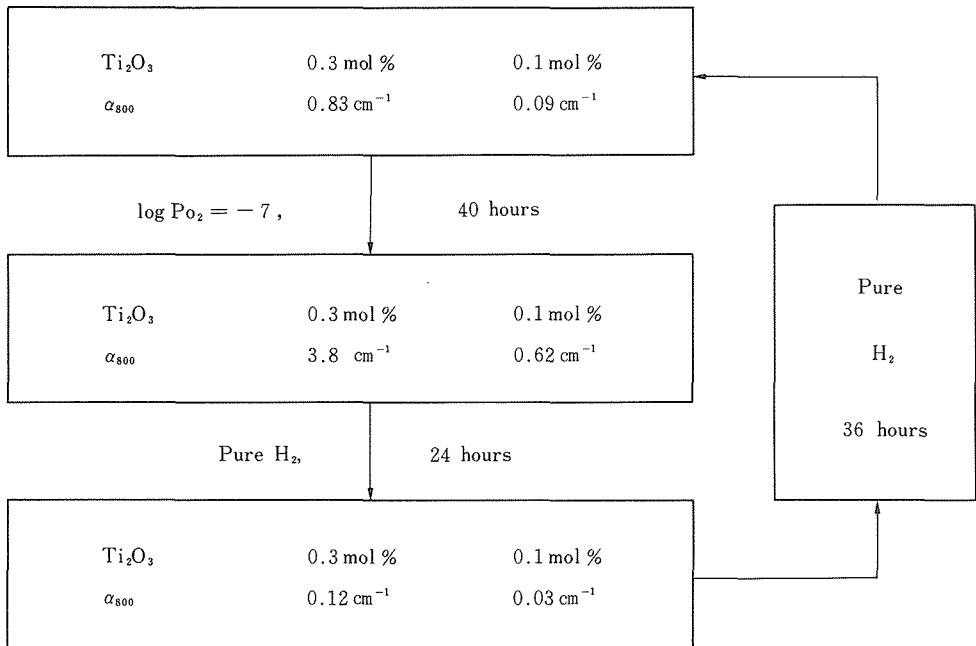 Ti₂O₃ 0.3 mol % 0.1 mol %
α₈₀₀ 0.83 cm⁻¹ 0.09 cm⁻¹
log Po₂ = − 7, 40 hours
Ti₂O₃ 0.3 mol % 0.1 mol %
α₈₀₀ 3.8 cm⁻¹ 0.62 cm⁻¹
Pure H₂, 24 hours
Ti₂O₃ 0.3 mol % 0.1 mol %
α₈₀₀ 0.12 cm⁻¹ 0.03 cm⁻¹
Pure
H₂
36 hours